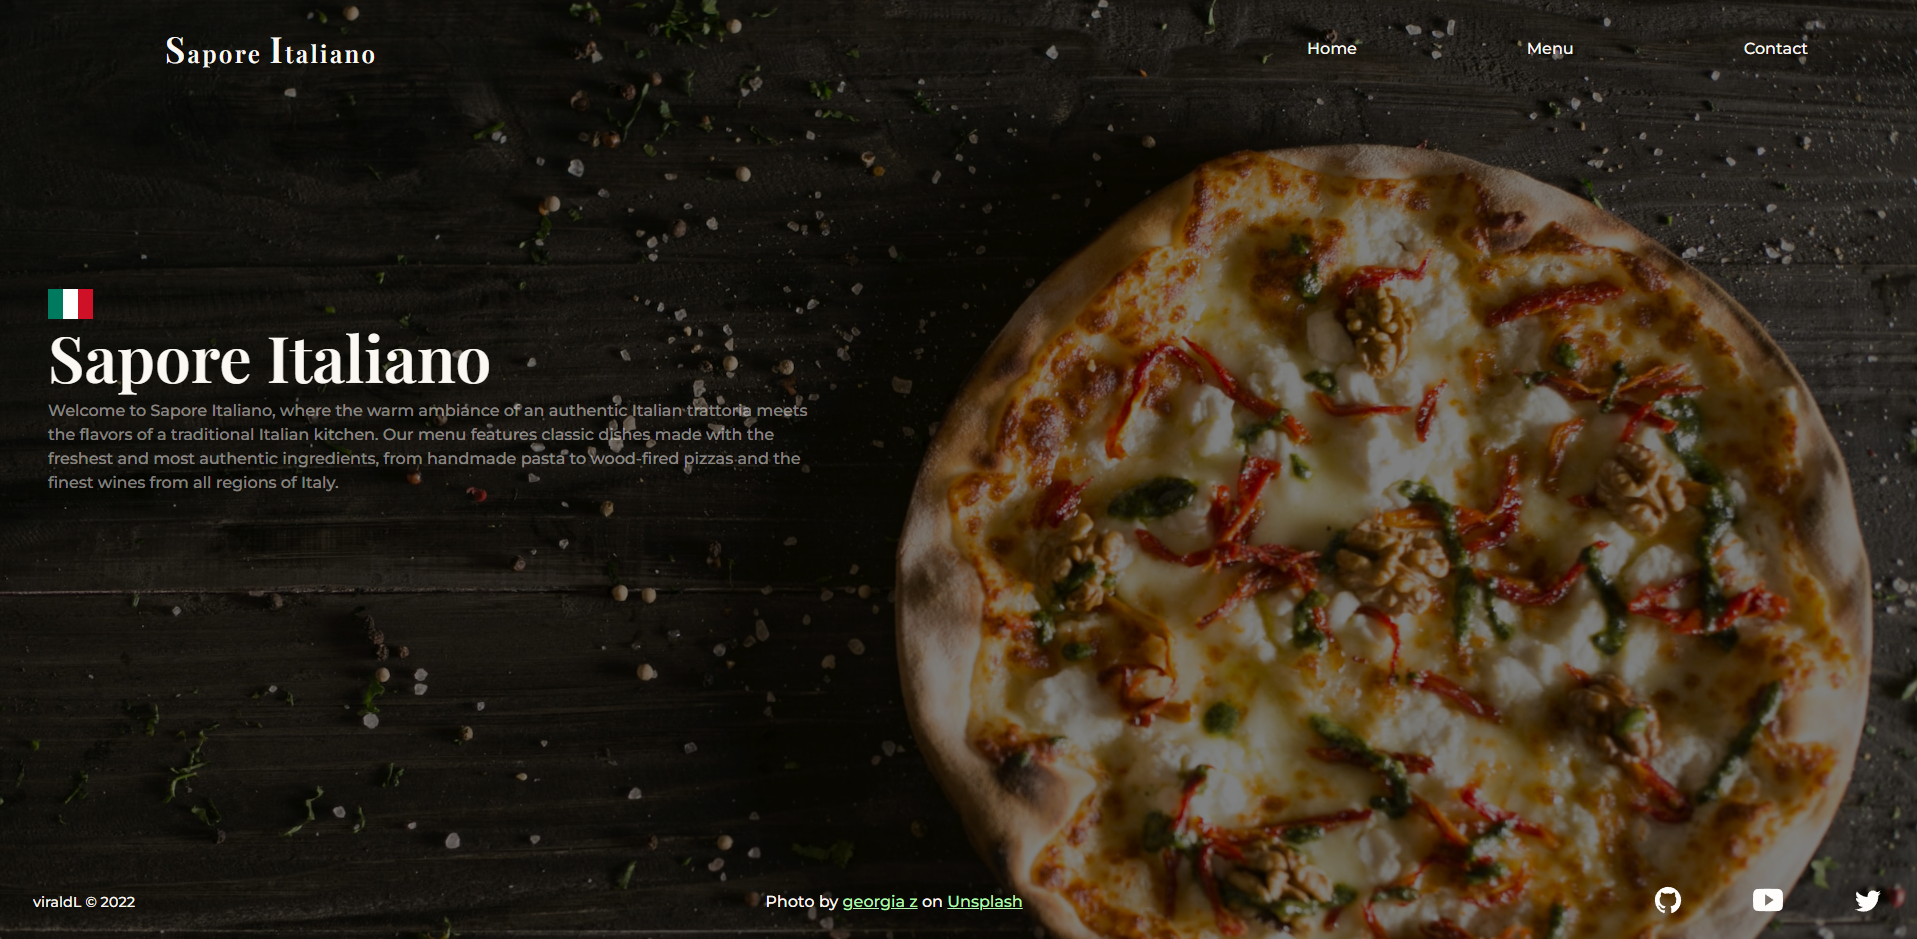 Sapore Italiano
Home
Menu
Contact
Sapore Italiano
Welcome to Sapore Italiano, where the warm ambiance of an authentic Italian trattoria meets
the flavors of a traditional Italian kitchen. Our menu features classic dishes made with the
freshest and most authentic ingredients, from handmade pasta to wood-fired pizzas and the
finest wines from all regions of Italy.
viraldL © 2022
Photo by georgia z on Unsplash